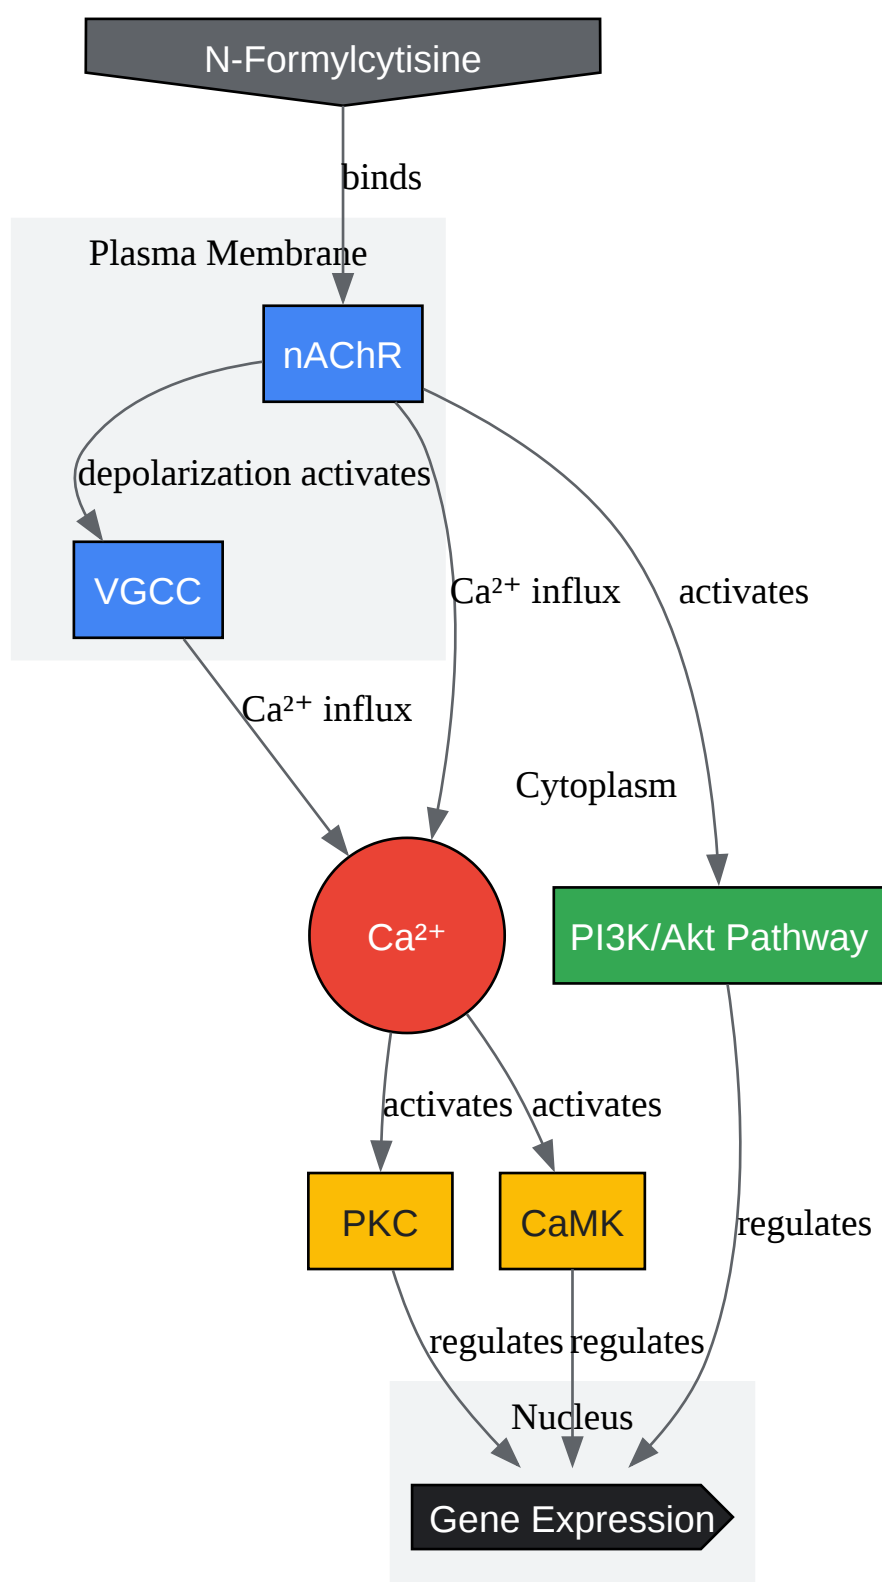 N-Formylcytisine
binds
Plasma Membrane
nAChR
depolarization activates
VGCC
Ca²⁺ influx
activates
Ca²⁺ influx
Cytoplasm
Ca²⁺
PI3K/Akt Pathway
activates
activates
PKC
CaMK
regulates
regulates
regulates
Nucleus
Gene Expression